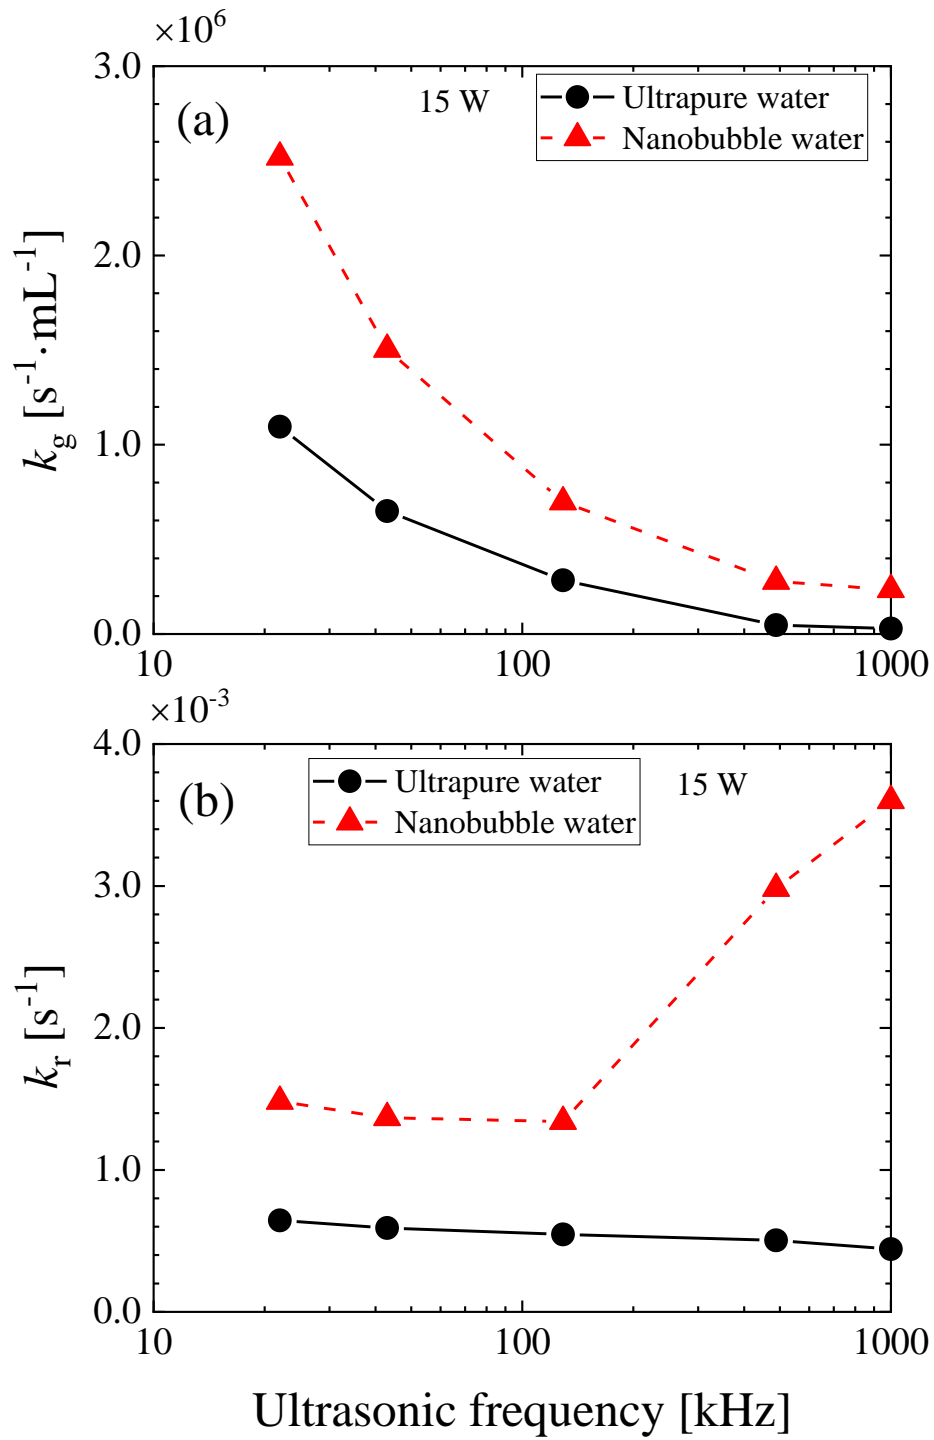 ×10⁶
3.0
(a)
15 W
Ultrapure water
Nanobubble water
2.0
1.0
0.0
k_g [s⁻¹·mL⁻¹]
10
100
1000
×10⁻³
4.0
(b)
Ultrapure water
Nanobubble water
15 W
3.0
2.0
1.0
0.0
k_r [s⁻¹]
10
100
1000
Ultrasonic frequency [kHz]